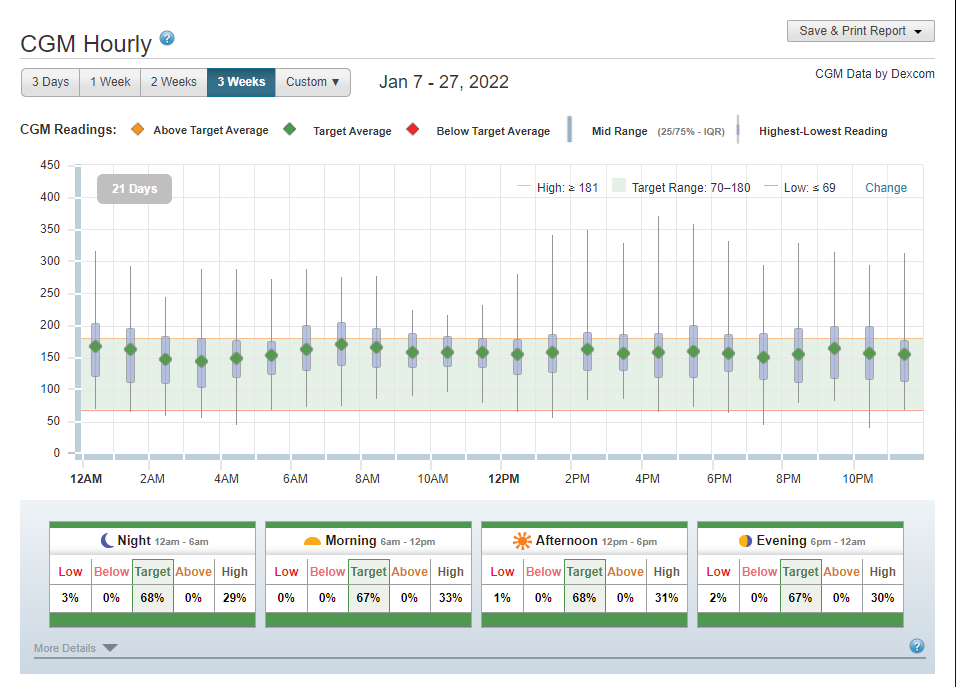 CGM Hourly ?
Save & Print Report
3 Days 1 Week 2 Weeks 3 Weeks Custom ▼ Jan 7 - 27, 2022 CGM Data by Dexcom
CGM Readings: Above Target Average Target Average Below Target Average Mid Range (25/75% - IQR) Highest-Lowest Reading
21 Days High: ≥ 181 Target Range: 70–180 Low: ≤ 69 Change
450
400
350
300
250
200
150
100
50
0
12AM 2AM 4AM 6AM 8AM 10AM 12PM 2PM 4PM 6PM 8PM 10PM
Night 12am - 6am
Low Below Target Above High
3% 0% 68% 0% 29%
Morning 6am - 12pm
Low Below Target Above High
0% 0% 67% 0% 33%
Afternoon 12pm - 6pm
Low Below Target Above High
1% 0% 68% 0% 31%
Evening 6pm - 12am
Low Below Target Above High
2% 0% 67% 0% 30%
More Details ?